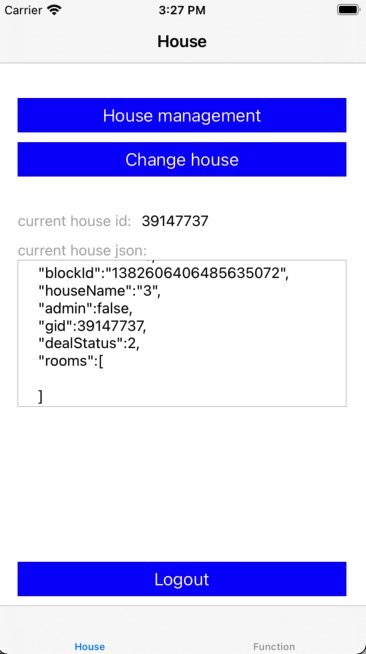 Carrier 3:27 PM
House
House management
Change house
current house id: 39147737
current house json:
"blockId":"1382606406485635072",
"houseName":"3",
"admin":false,
"gid":39147737,
"dealStatus":2,
"rooms":[
]
Logout
House Function